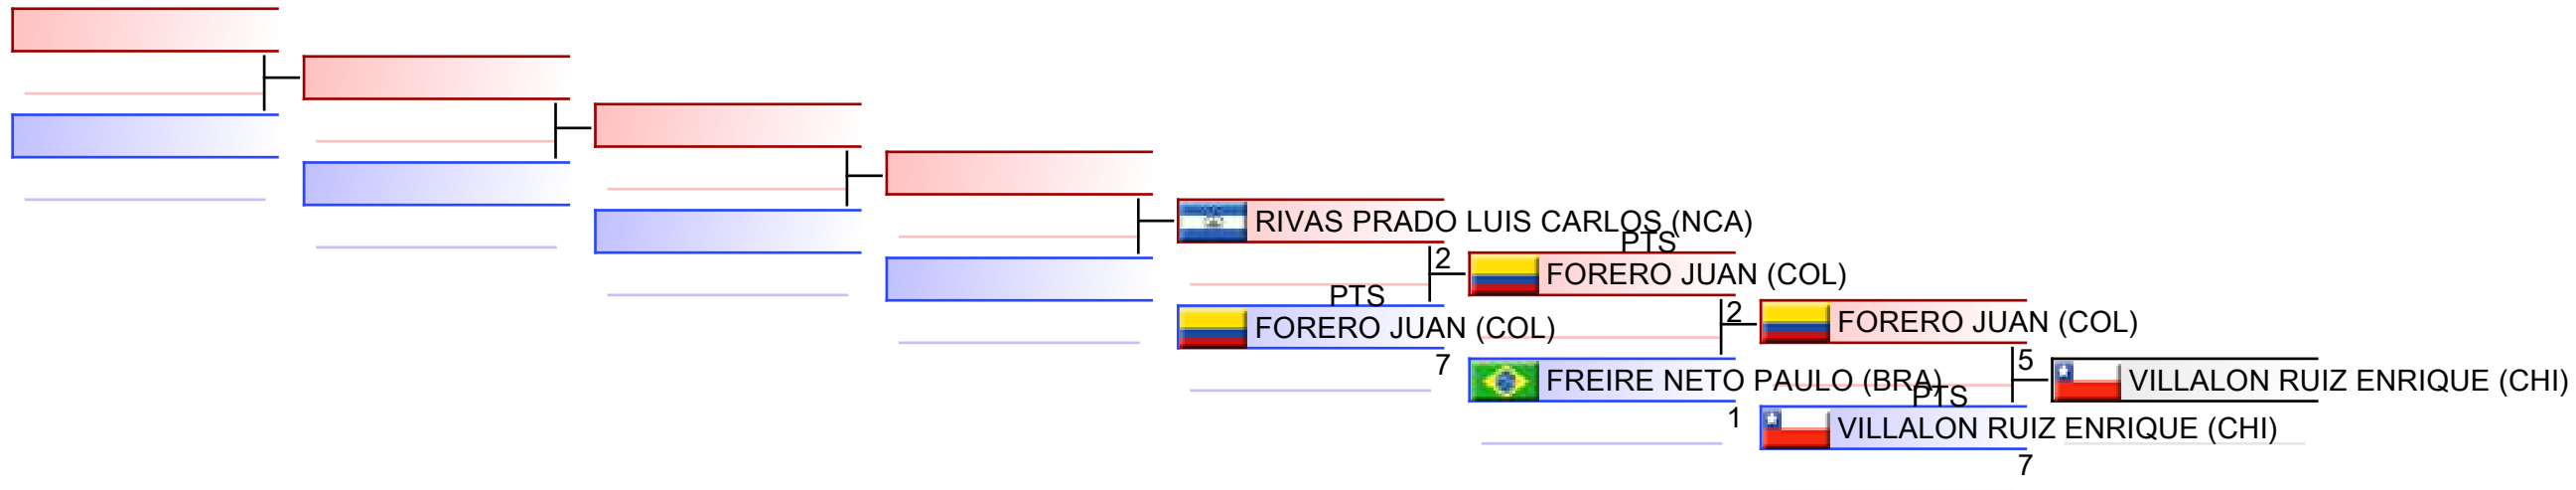 RIVAS PRADO LUIS CARLOS (NCA)
PTS
2
FORERO JUAN (COL)
PTS
2
FORERO JUAN (COL)
FORERO JUAN (COL)
7
5
FREIRE NETO PAULO (BRA)
VILLALON RUIZ ENRIQUE (CHI)
PTS
1
VILLALON RUIZ ENRIQUE (CHI)
7